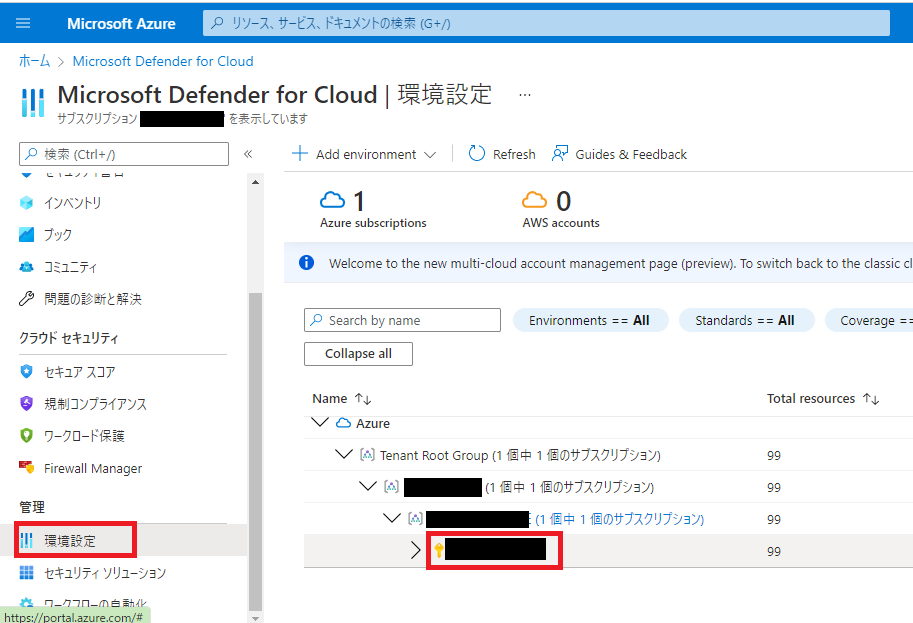 Microsoft Azure
リソース、サービス、ドキュメントの検索 (G+/)
ホーム > Microsoft Defender for Cloud
Microsoft Defender for Cloud | 環境設定 ...
サブスクリプション を表示しています
検索 (Ctrl+/)
«
Add environment
Refresh
Guides & Feedback
インベントリ
ブック
コミュニティ
問題の診断と解決
クラウド セキュリティ
セキュア スコア
規制コンプライアンス
ワークロード保護
Firewall Manager
管理
環境設定
セキュリティ ソリューション
ワークフローの自動化
https://portal.azure.com/#
1
Azure subscriptions
0
AWS accounts
Welcome to the new multi-cloud account management page (preview). To switch back to the classic cl
Search by name
Environments == All
Standards == All
Coverage ==
Collapse all
Name ↑↓
Total resources ↑↓
Azure
Tenant Root Group (1 個中 1 個のサブスクリプション) 99
(1 個中 1 個のサブスクリプション) 99
(1 個中 1 個のサブスクリプション) 99
99